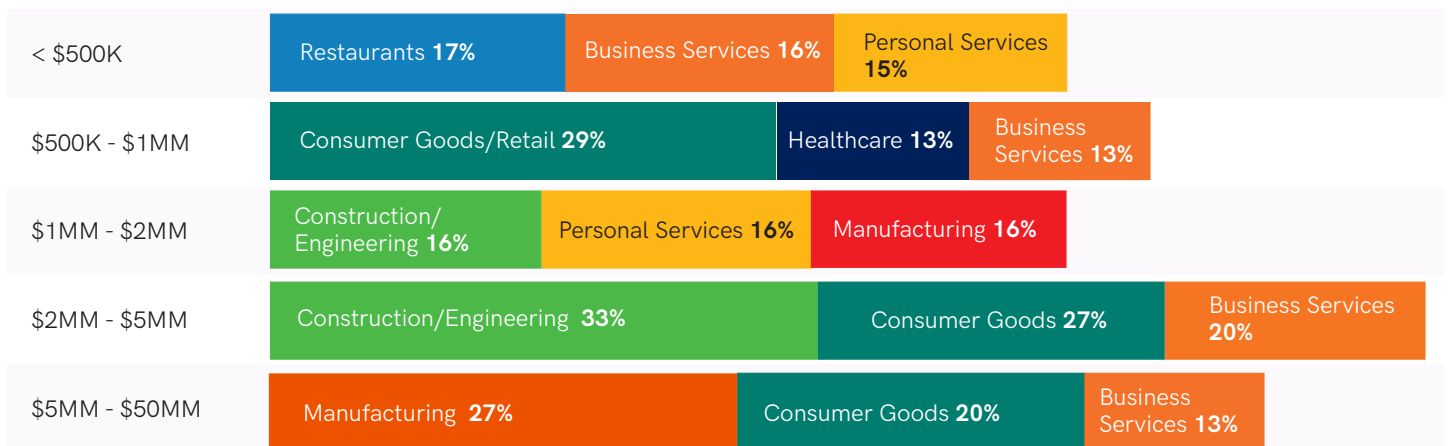 < $500K
Restaurants 17%
Business Services 16%
Personal Services
15%
$500K - $1MM
Consumer Goods/Retail 29%
Healthcare 13%
Business
Services 13%
$1MM - $2MM
Construction/
Engineering 16%
Personal Services 16%
Manufacturing 16%
$2MM - $5MM
Construction/Engineering 33%
Consumer Goods 27%
Business Services
20%
$5MM - $50MM
Manufacturing 27%
Consumer Goods 20%
Business
Services 13%